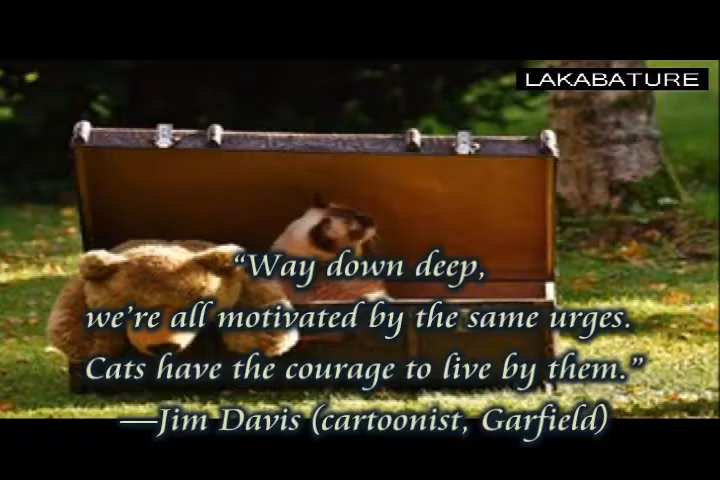 LAKABATURE
“Way down deep,
we’re all motivated by the same urges.
Cats have the courage to live by them.”
—Jim Davis (cartoonist, Garfield)